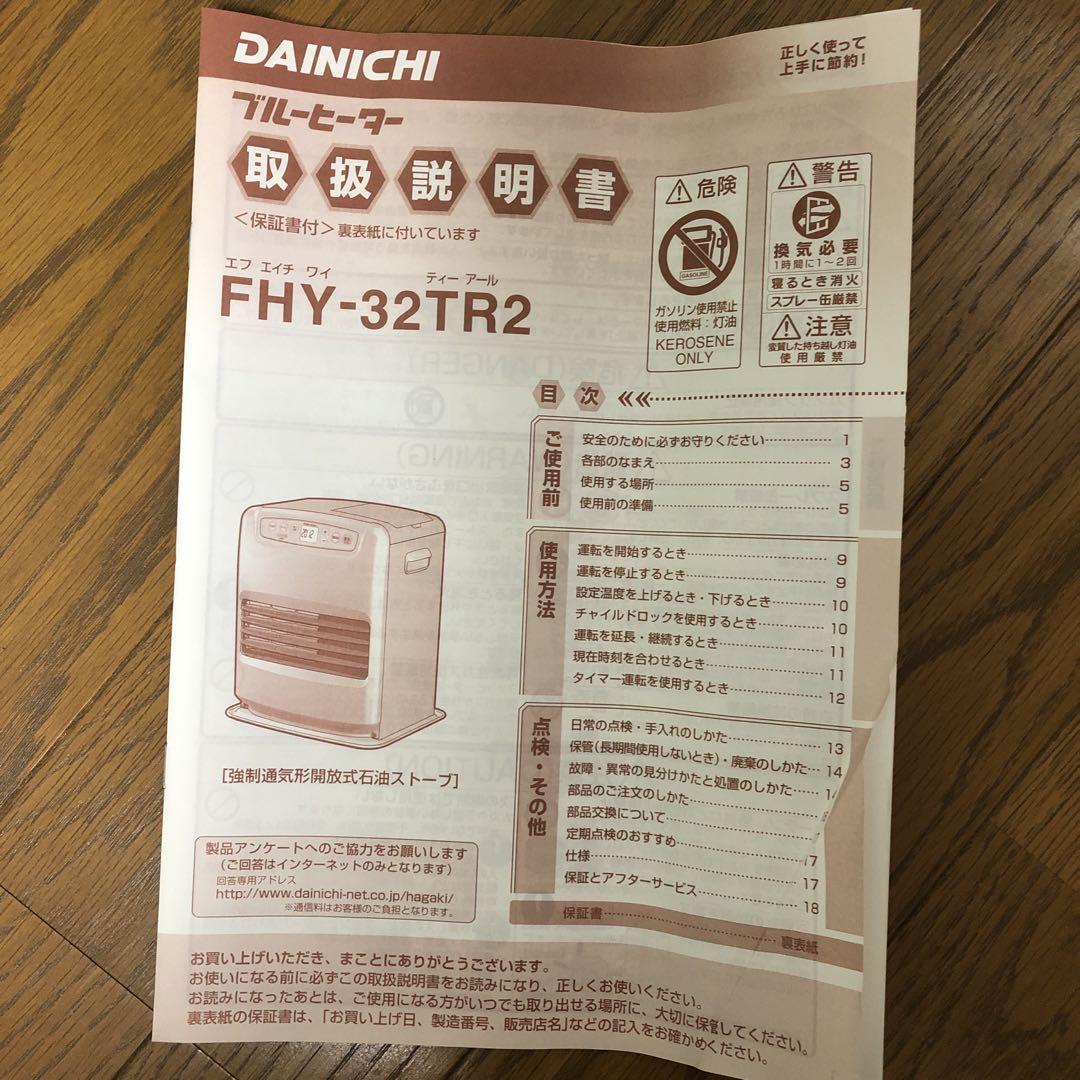 DAINICHI
正しく使って
上手に節約!
ブルーヒーター
取扱説明書
<保証書付>裏表紙に付いています
エフ エイチ ワイ ティー アール
FHY-32TR2
危険
GASOLINE
ガソリン使用禁止
使用燃料:灯油
KEROSENE
ONLY
警告
換気必要
1時間に1~2回
寝るとき消火
スプレー缶厳禁
注意
変質した持ち越し灯油
使用厳禁
目次
ご使用前
安全のために必ずお守りください 1
各部のなまえ 3
使用する場所 5
使用前の準備 5
使用方法
運転を開始するとき 9
運転を停止するとき 9
設定温度を上げるとき・下げるとき 10
チャイルドロックを使用するとき 10
運転を延長・継続するとき 11
現在時刻を合わせるとき 11
タイマー運転を使用するとき 12
点検・その他
日常の点検・手入れのしかた 13
保管(長期間使用しないとき)・廃棄のしかた 14
故障・異常の見分けかたと処置のしかた
部品のご注文のしかた
部品交換について
定期点検のおすすめ
仕様 17
保証とアフターサービス 18
保証書 裏表紙
[強制通気形開放式石油ストーブ]
製品アンケートへのご協力をお願いします
(ご回答はインターネットのみとなります)
回答専用アドレス
http://www.dainichi-net.co.jp/hagaki/
※通信料はお客様のご負担となります。
お買い上げいただき、まことにありがとうございます。
お使いになる前に必ずこの取扱説明書をお読みになり、正しくお使いください。
お読みになったあとは、ご使用になる方がいつでも取り出せる場所に、大切に保管してください。
裏表紙の保証書は、「お買い上げ日、製造番号、販売店名」などの記入をお確かめください。